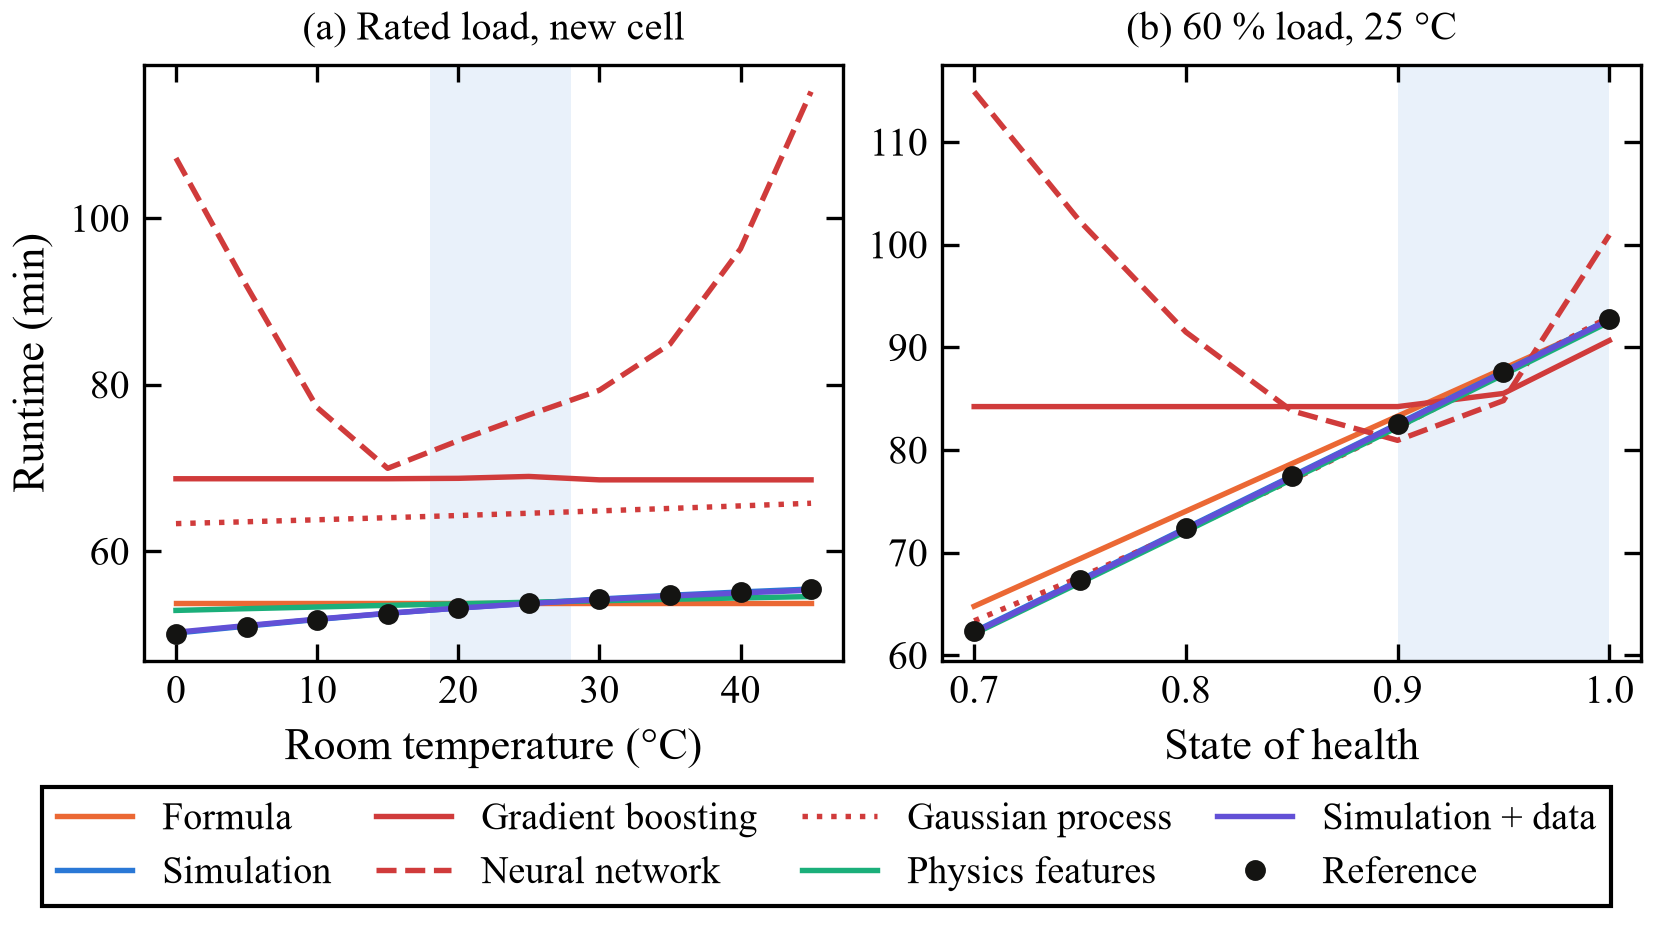 (a) Rated load, new cell
(b) 60 % load, 25 °C
Runtime (min)
100
80
60
0
10
20
30
40
Room temperature (°C)
110
100
90
80
70
60
0.7
0.8
0.9
1.0
State of health
Formula
Gradient boosting
Gaussian process
Simulation + data
Simulation
Neural network
Physics features
Reference